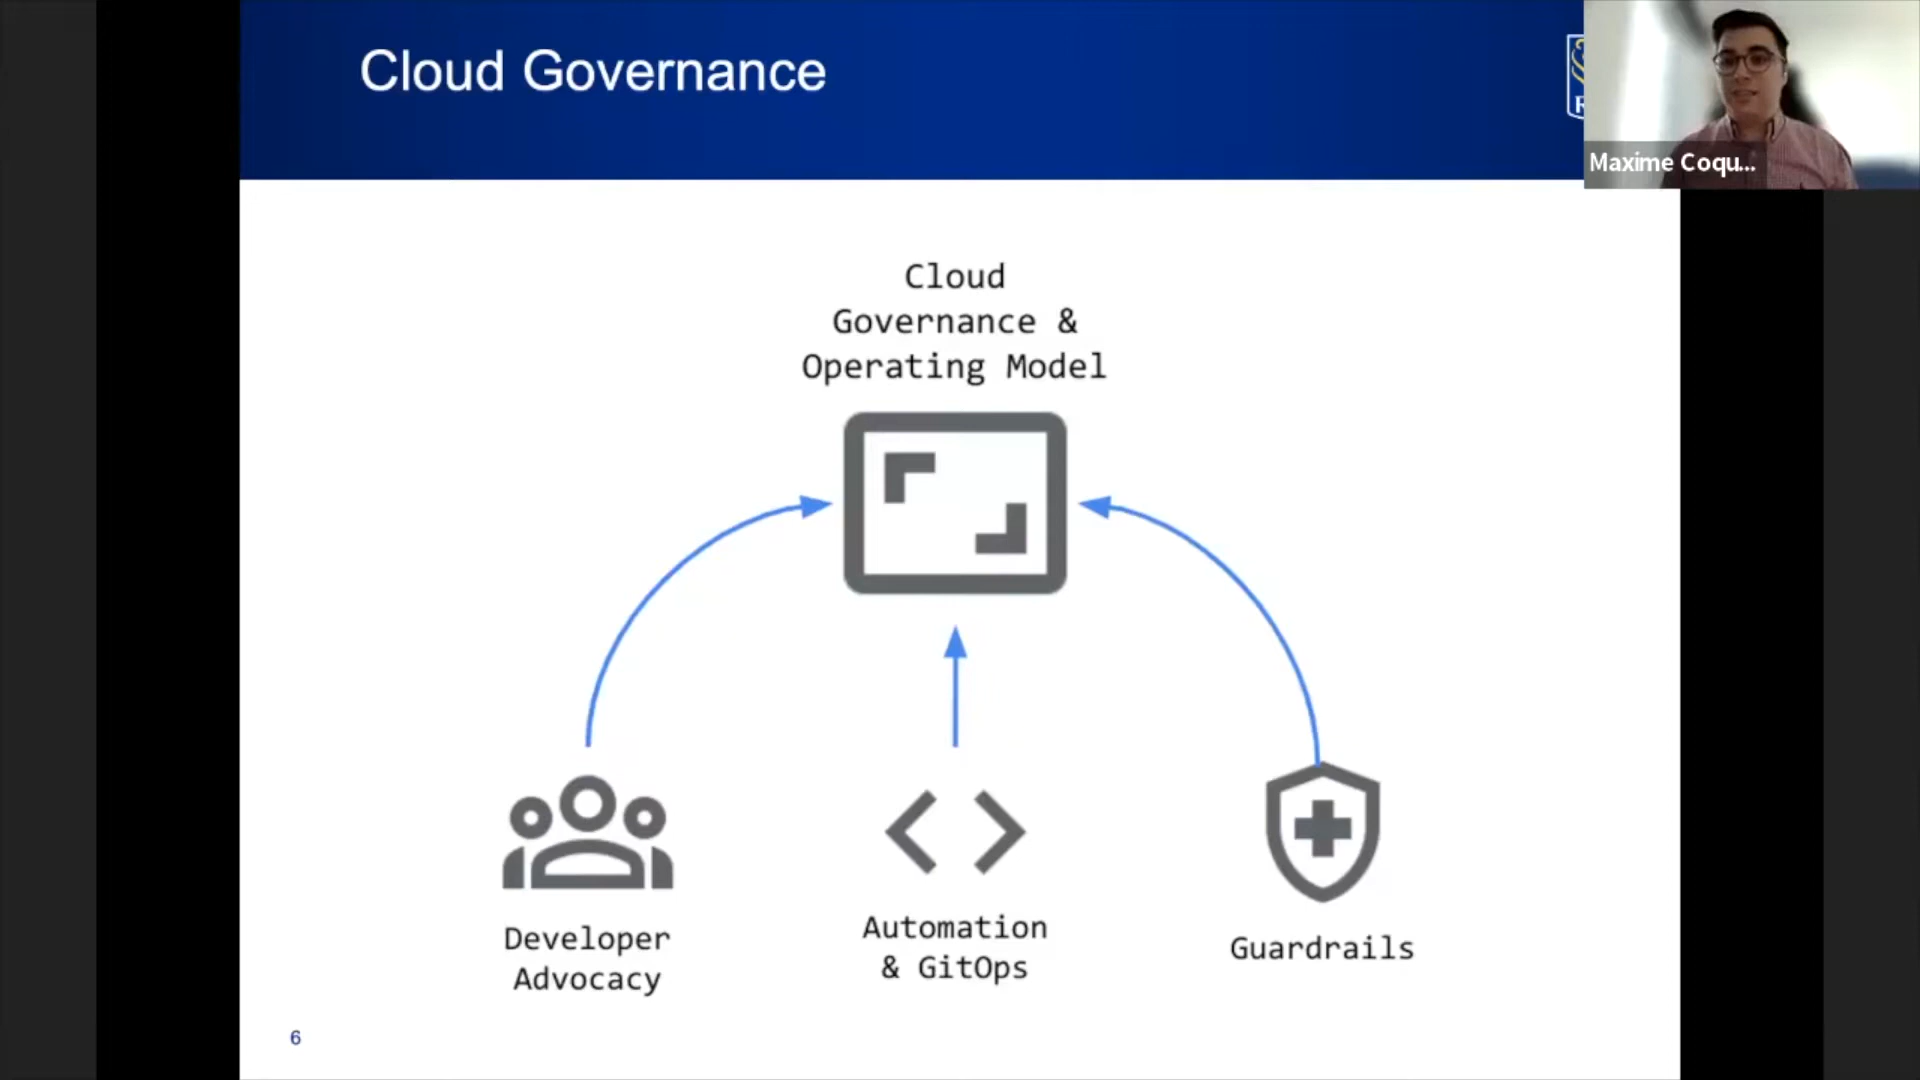 Cloud Governance
Maxime Coqu...
Cloud
Governance &
Operating Model
Developer
Advocacy
Automation
& GitOps
Guardrails
6